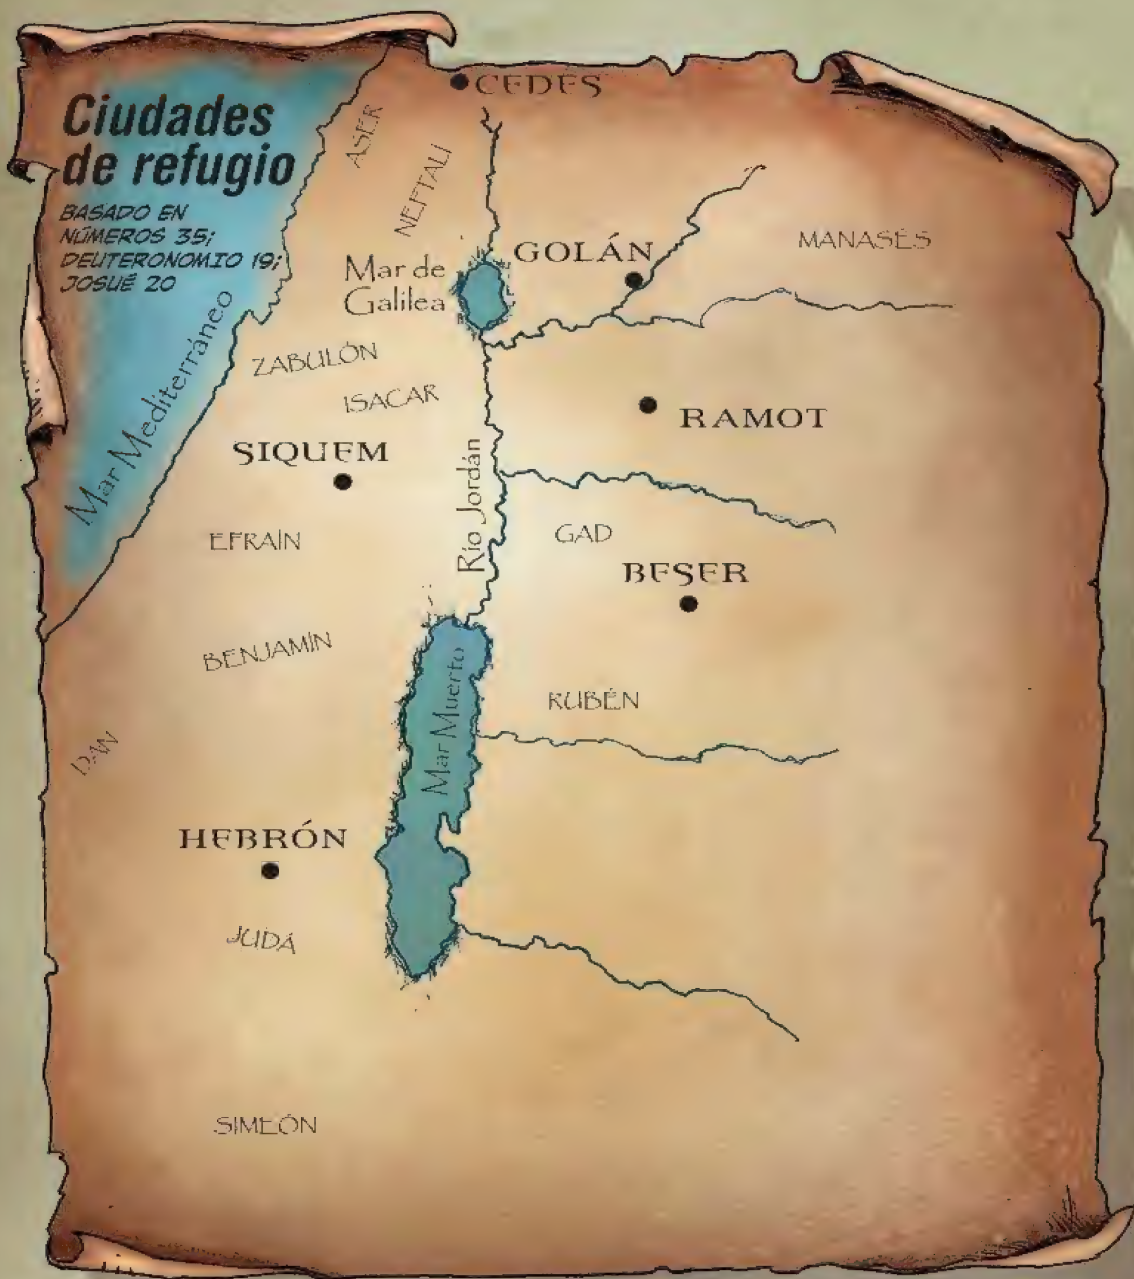 Ciudades
de refugio
BASADO EN
NÚMEROS 35;
DEUTERONOMIO 19;
JOSUÉ 20
CEDES
ASER
NEFTALI
GOLÁN
MANASÉS
Mar de
Galilea
Mar Mediterráneo
ZABULÓN
ISACAR
RAMOT
SIQUEM
Río Jordán
EFRAÍN
GAD
BESER
BENJAMÍN
Mar Muerto
RUBÉN
DAN
HEBRÓN
JUDÁ
SIMEÓN